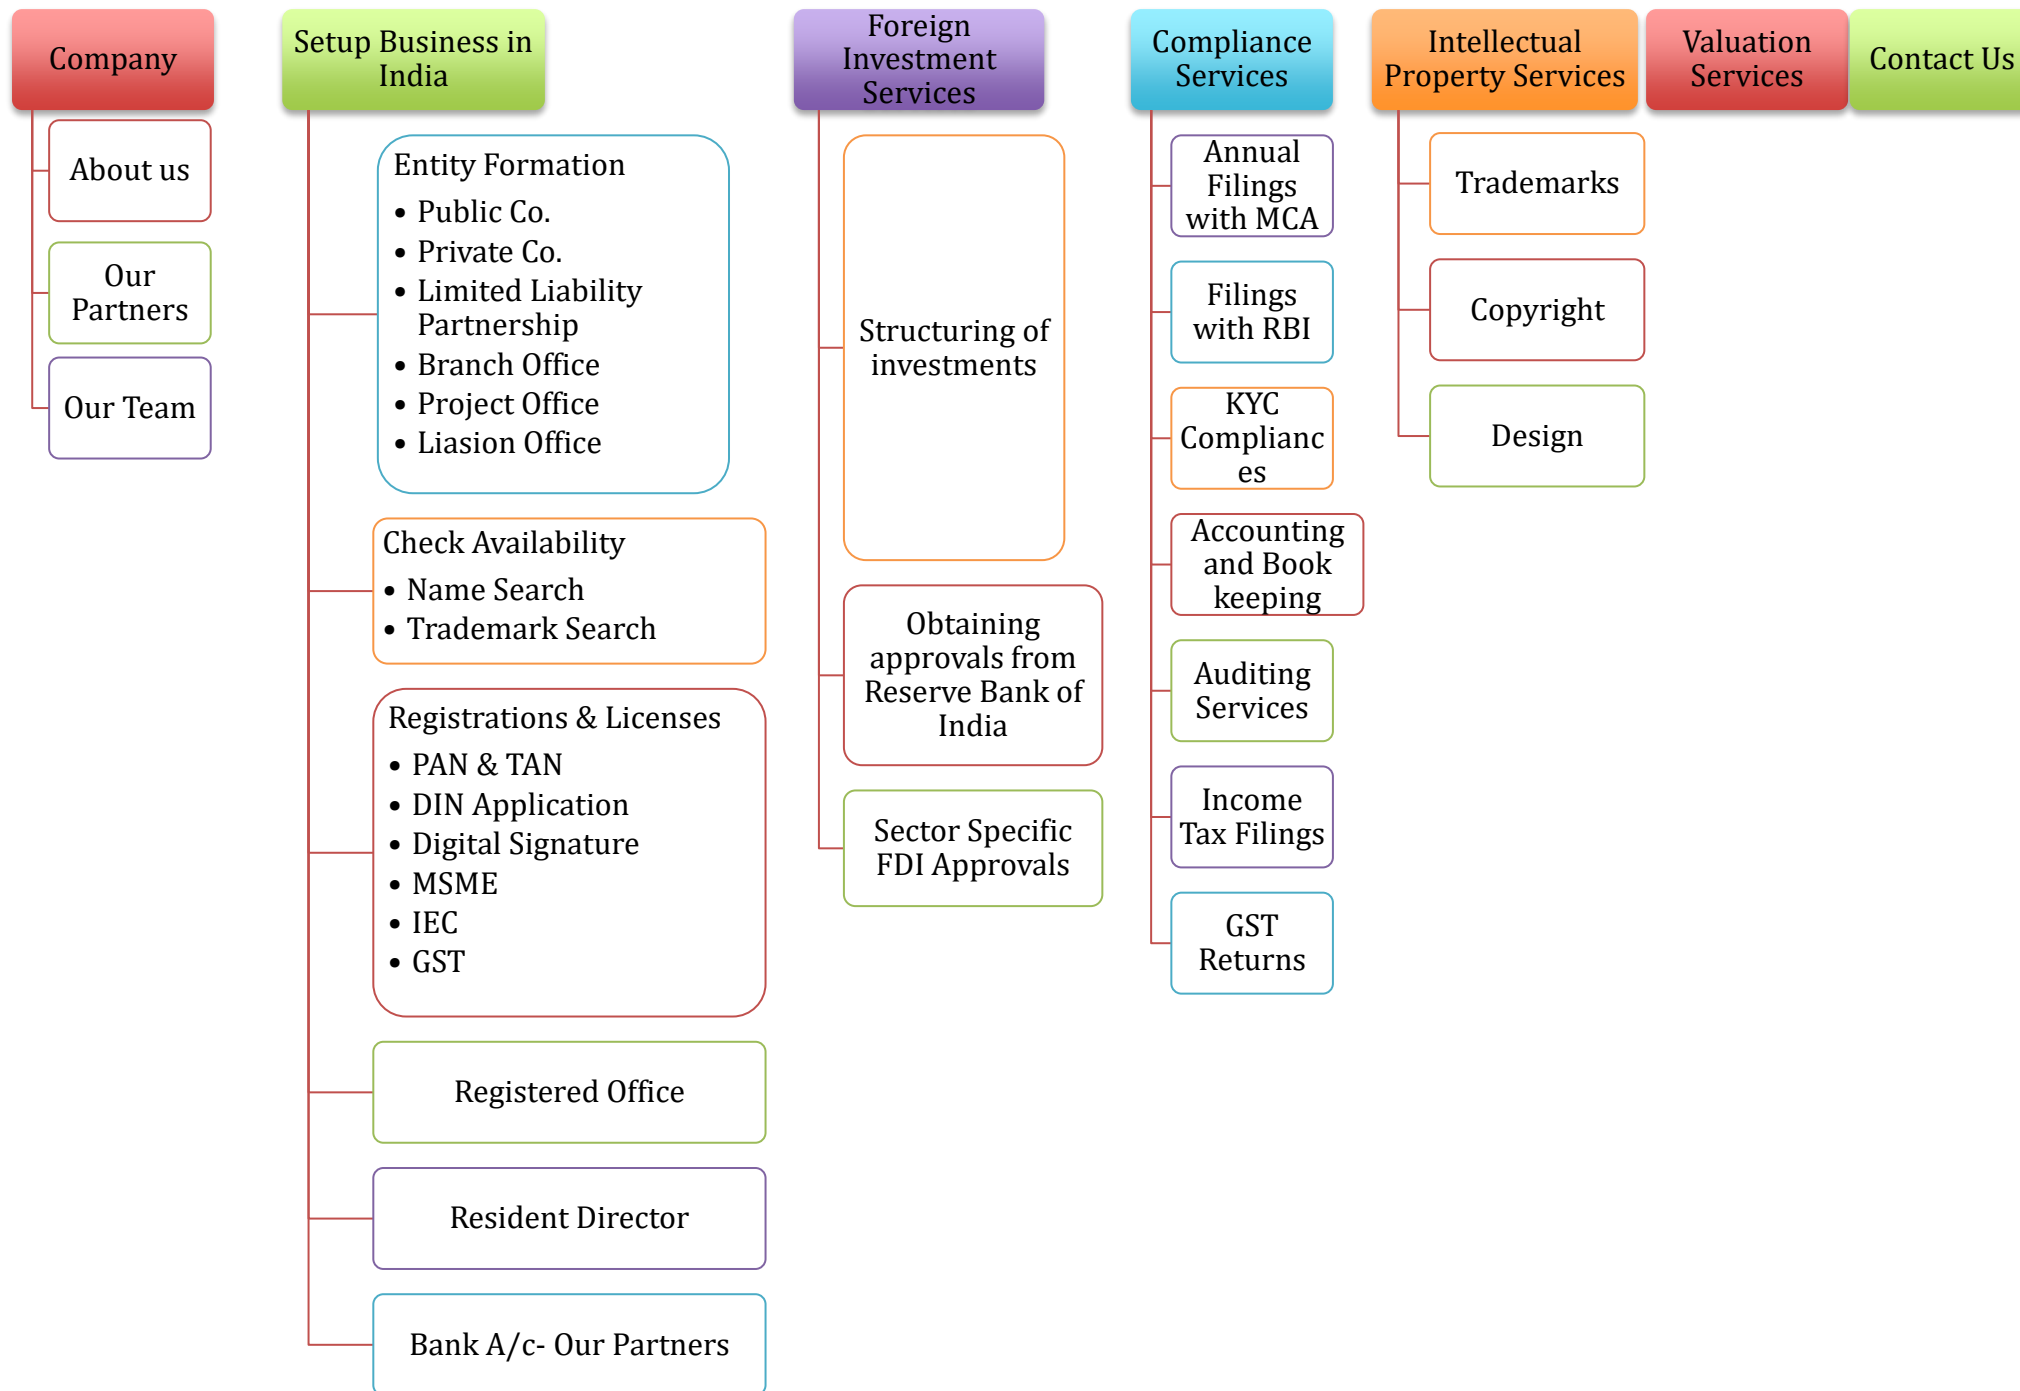 Company
About us
Our
Partners
Our Team
Setup Business in
India
Entity Formation
• Public Co.
• Private Co.
• Limited Liability
Partnership
• Branch Office
• Project Office
• Liasion Office
Check Availability
• Name Search
• Trademark Search
Registrations & Licenses
• PAN & TAN
• DIN Application
• Digital Signature
• MSME
• IEC
• GST
Registered Office
Resident Director
Bank A/c- Our Partners
Foreign
Investment
Services
Structuring of
investments
Obtaining
approvals from
Reserve Bank of
India
Sector Specific
FDI Approvals
Compliance
Services
Annual
Filings
with MCA
Filings
with RBI
KYC
Complianc
es
Accounting
and Book
keeping
Auditing
Services
Income
Tax Filings
GST
Returns
Intellectual
Property Services
Trademarks
Copyright
Design
Valuation
Services
Contact Us